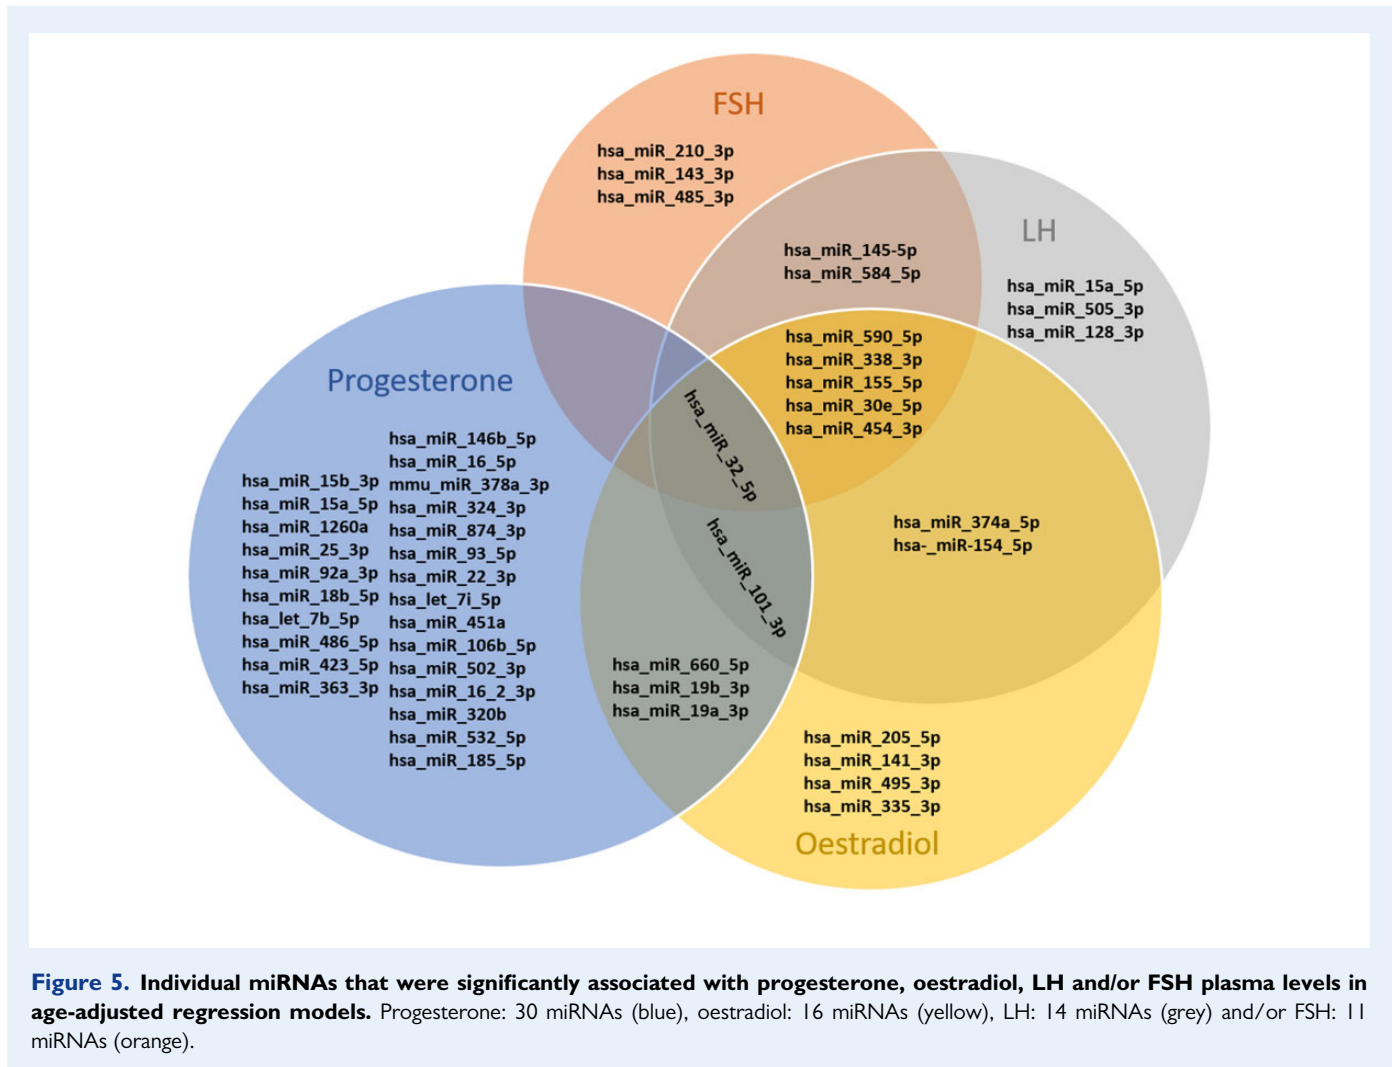 FSH
hsa_miR_210_3p
hsa_miR_143_3p
hsa_miR_485_3p
LH
hsa_miR_145-5p
hsa_miR_584_5p
hsa_miR_15a_5p
hsa_miR_505_3p
hsa_miR_128_3p
hsa_miR_590_5p
hsa_miR_338_3p
hsa_miR_155_5p
hsa_miR_30e_5p
hsa_miR_454_3p
Progesterone
hsa_miR_15b_3p
hsa_miR_15a_5p
hsa_miR_1260a
hsa_miR_25_3p
hsa_miR_92a_3p
hsa_miR_18b_5p
hsa_let_7b_5p
hsa_miR_486_5p
hsa_miR_423_5p
hsa_miR_363_3p
hsa_miR_146b_5p
hsa_miR_16_5p
mmu_miR_378a_3p
hsa_miR_324_3p
hsa_miR_874_3p
hsa_miR_93_5p
hsa_miR_22_3p
hsa_let_7i_5p
hsa_miR_451a
hsa_miR_106b_5p
hsa_miR_502_3p
hsa_miR_16_2_3p
hsa_miR_320b
hsa_miR_532_5p
hsa_miR_185_5p
hsa_miR_32_5p
hsa_miR_101_3p
hsa_miR_374a_5p
hsa-_miR-154_5p
hsa_miR_660_5p
hsa_miR_19b_3p
hsa_miR_19a_3p
hsa_miR_205_5p
hsa_miR_141_3p
hsa_miR_495_3p
hsa_miR_335_3p
Oestradiol
Figure 5. Individual miRNAs that were significantly associated with progesterone, oestradiol, LH and/or FSH plasma levels in
age-adjusted regression models. Progesterone: 30 miRNAs (blue), oestradiol: 16 miRNAs (yellow), LH: 14 miRNAs (grey) and/or FSH: 11
miRNAs (orange).